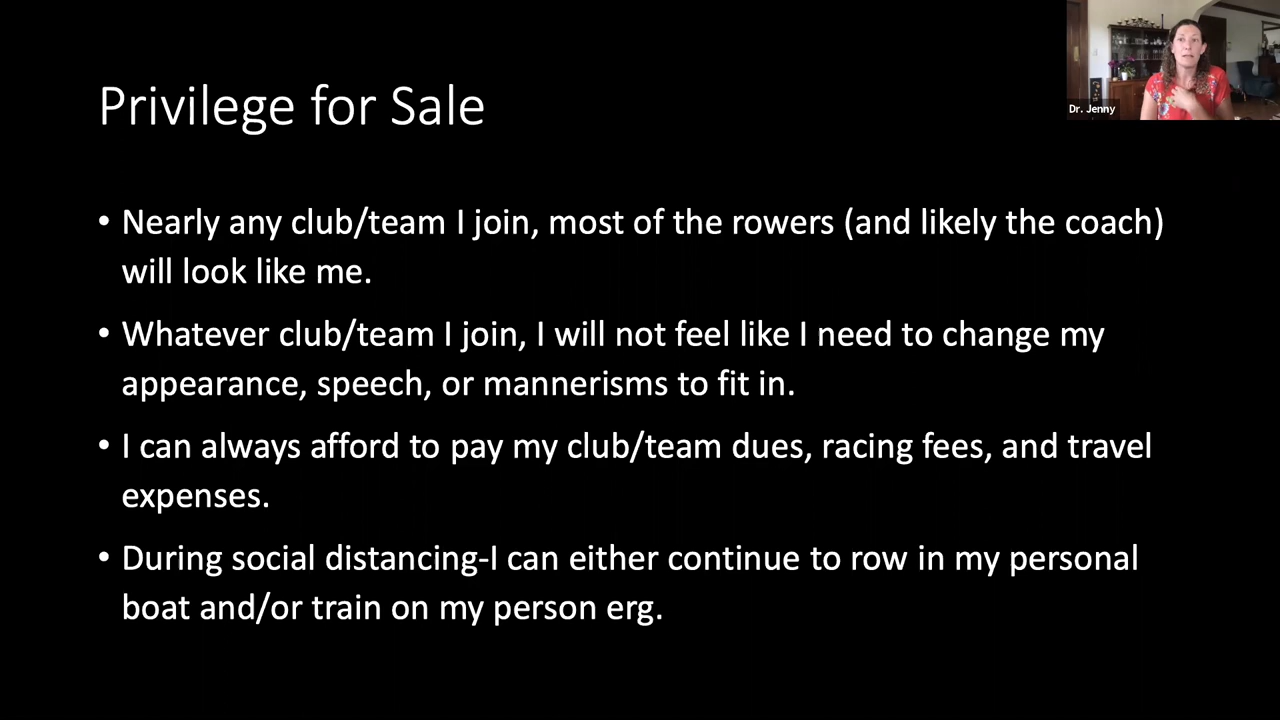 Privilege for Sale
Dr. Jenny
• Nearly any club/team I join, most of the rowers (and likely the coach)
will look like me.
• Whatever club/team I join, I will not feel like I need to change my
appearance, speech, or mannerisms to fit in.
• I can always afford to pay my club/team dues, racing fees, and travel
expenses.
• During social distancing-I can either continue to row in my personal
boat and/or train on my person erg.